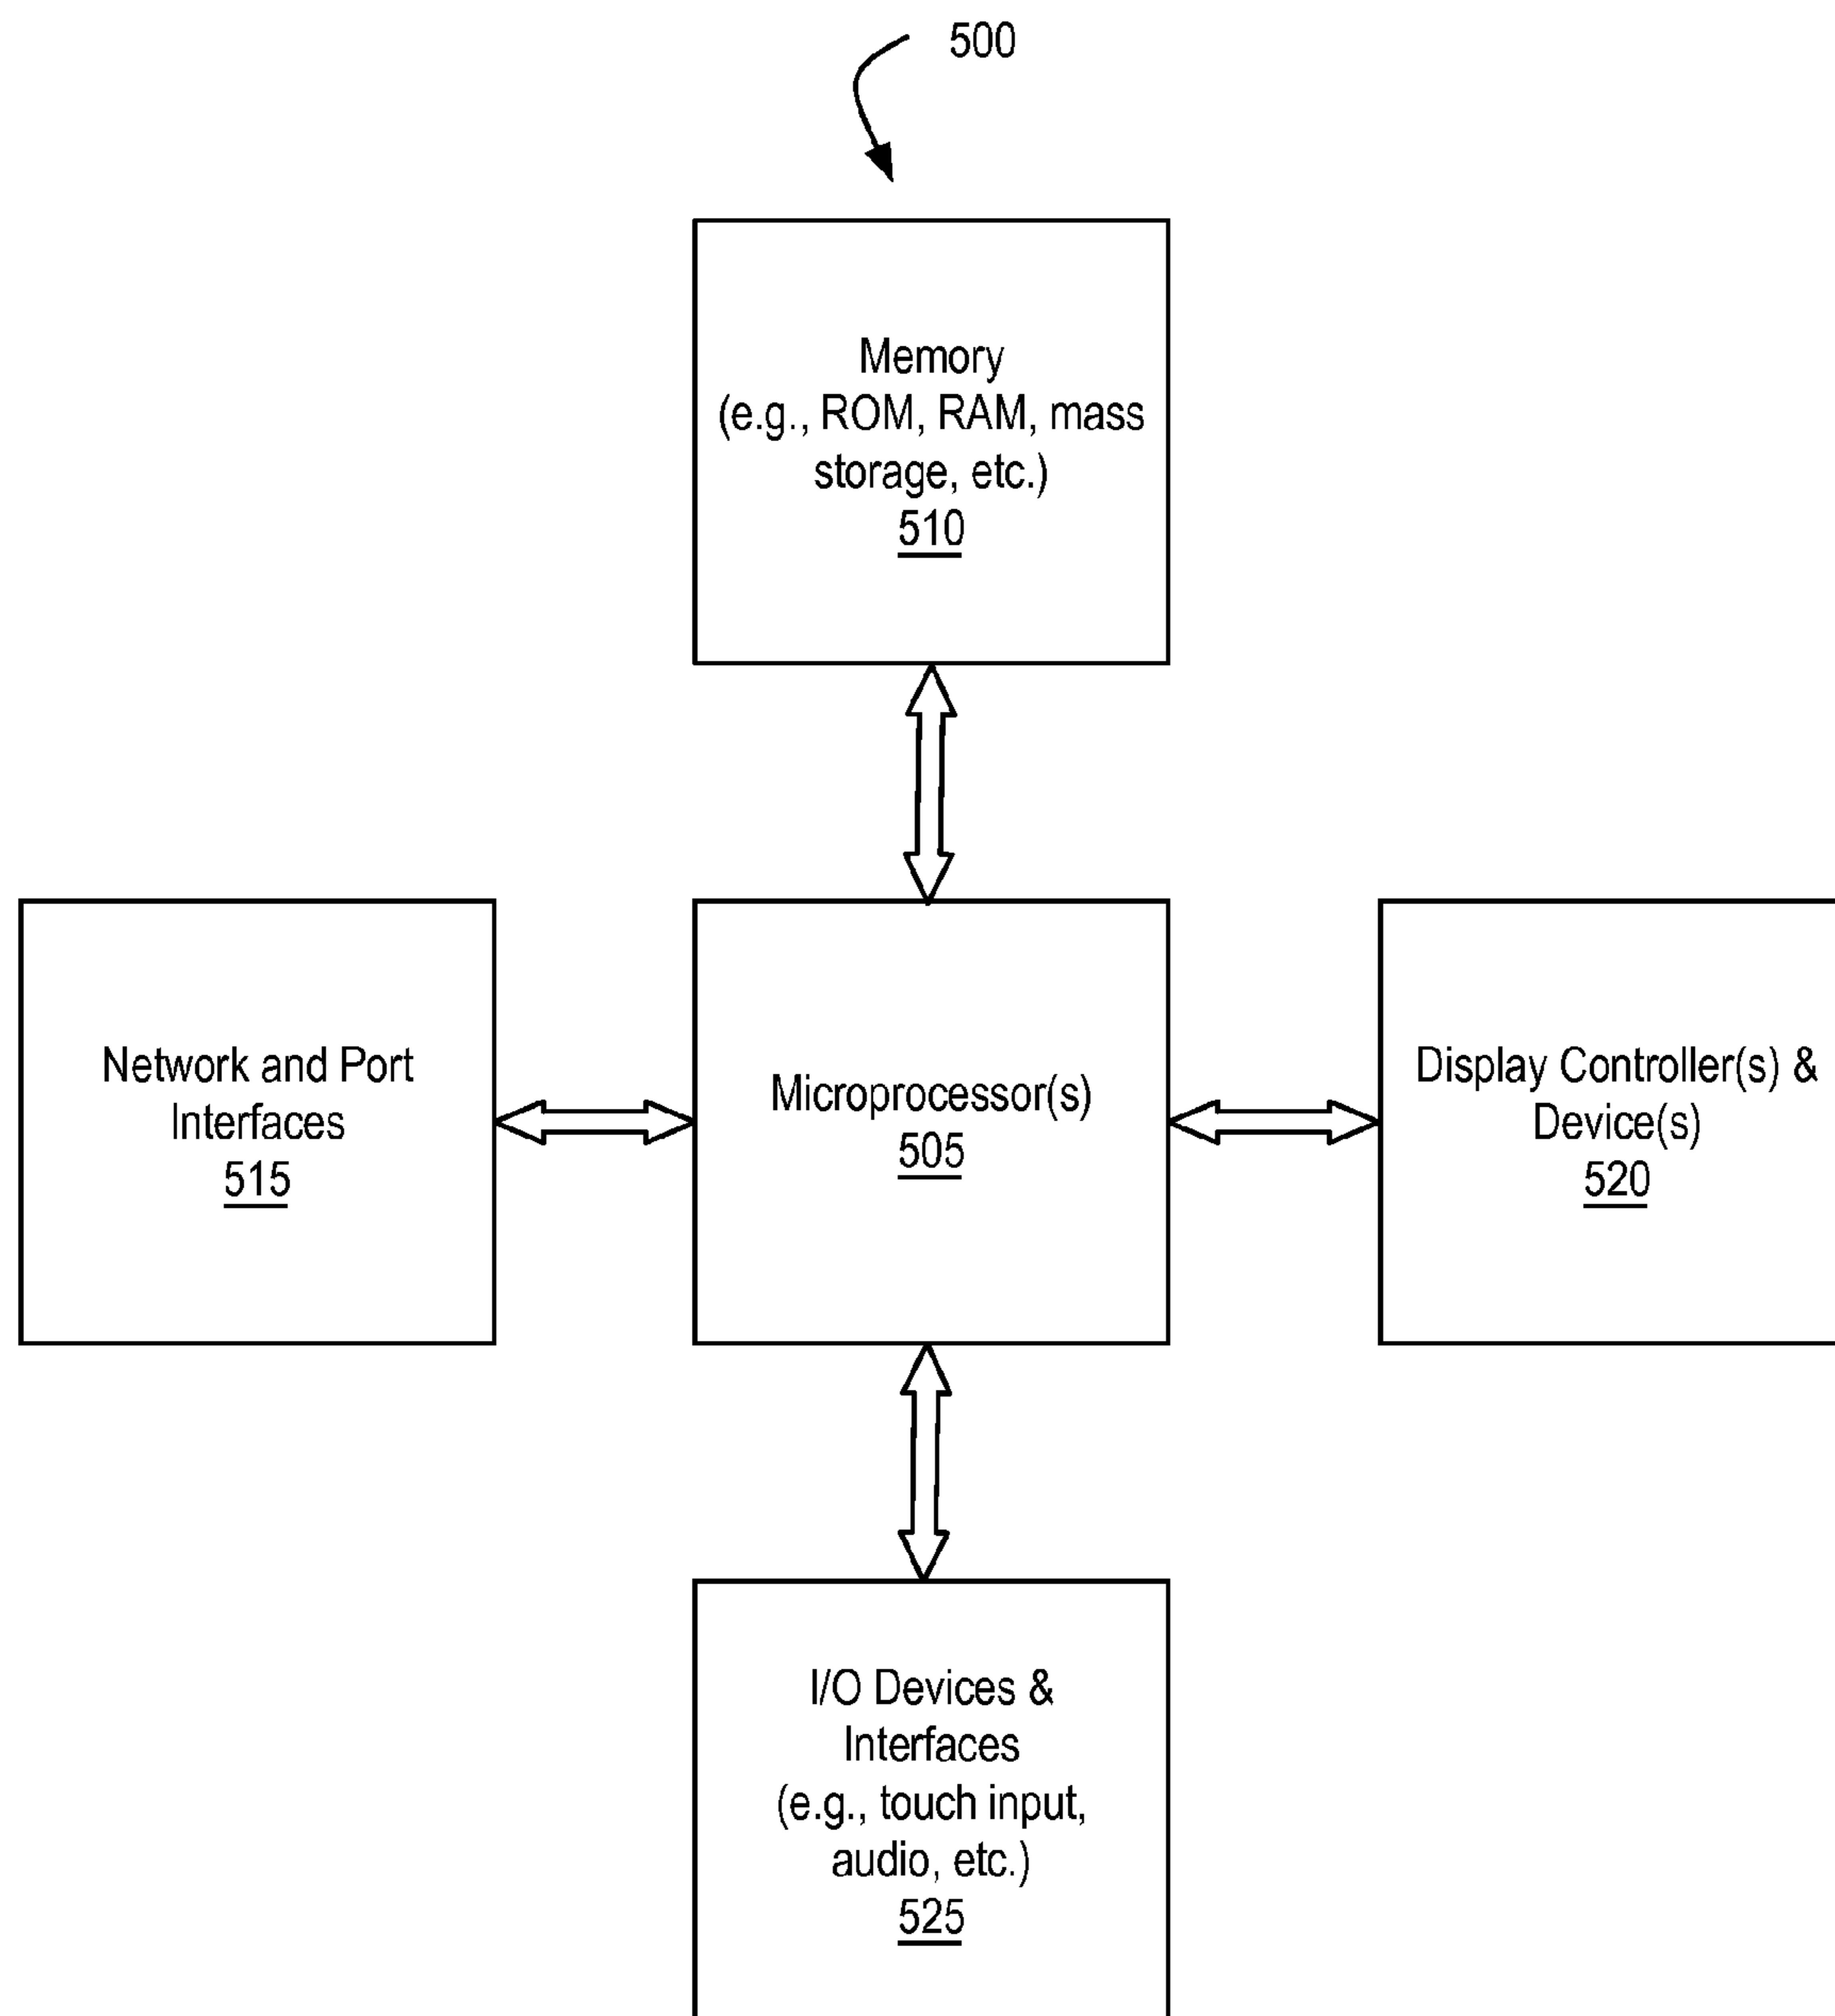 500
Memory
(e.g., ROM, RAM, mass
storage, etc.)
510
Network and Port
Interfaces
515
Microprocessor(s)
505
Display Controller(s) &
Device(s)
520
I/O Devices &
Interfaces
(e.g., touch input,
audio, etc.)
525